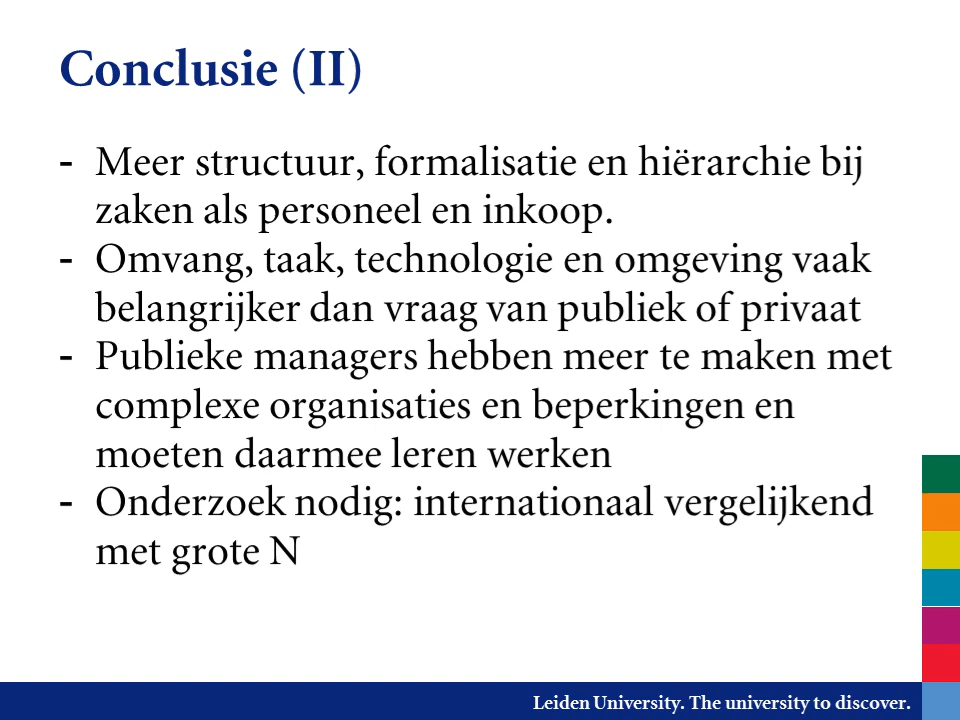 Conclusie (II)
- Meer structuur, formalisatie en hiërarchie bij
zaken als personeel en inkoop.
- Omvang, taak, technologie en omgeving vaak
belangrijker dan vraag van publiek of privaat
- Publieke managers hebben meer te maken met
complexe organisaties en beperkingen en
moeten daarmee leren werken
- Onderzoek nodig: internationaal vergelijkend
met grote N
Leiden University. The university to discover.